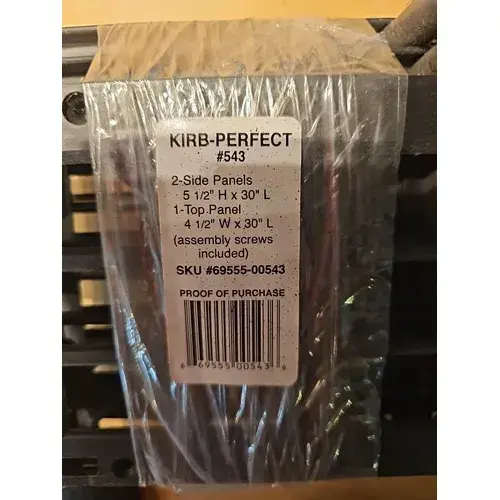 KIRB-PERFECT
#543
2-Side Panels
5 1/2" H x 30" L
1-Top Panel
4 1/2" W x 30" L
(assembly screws
included)
SKU #69555-00543
PROOF OF PURCHASE
6 69555 00543 6